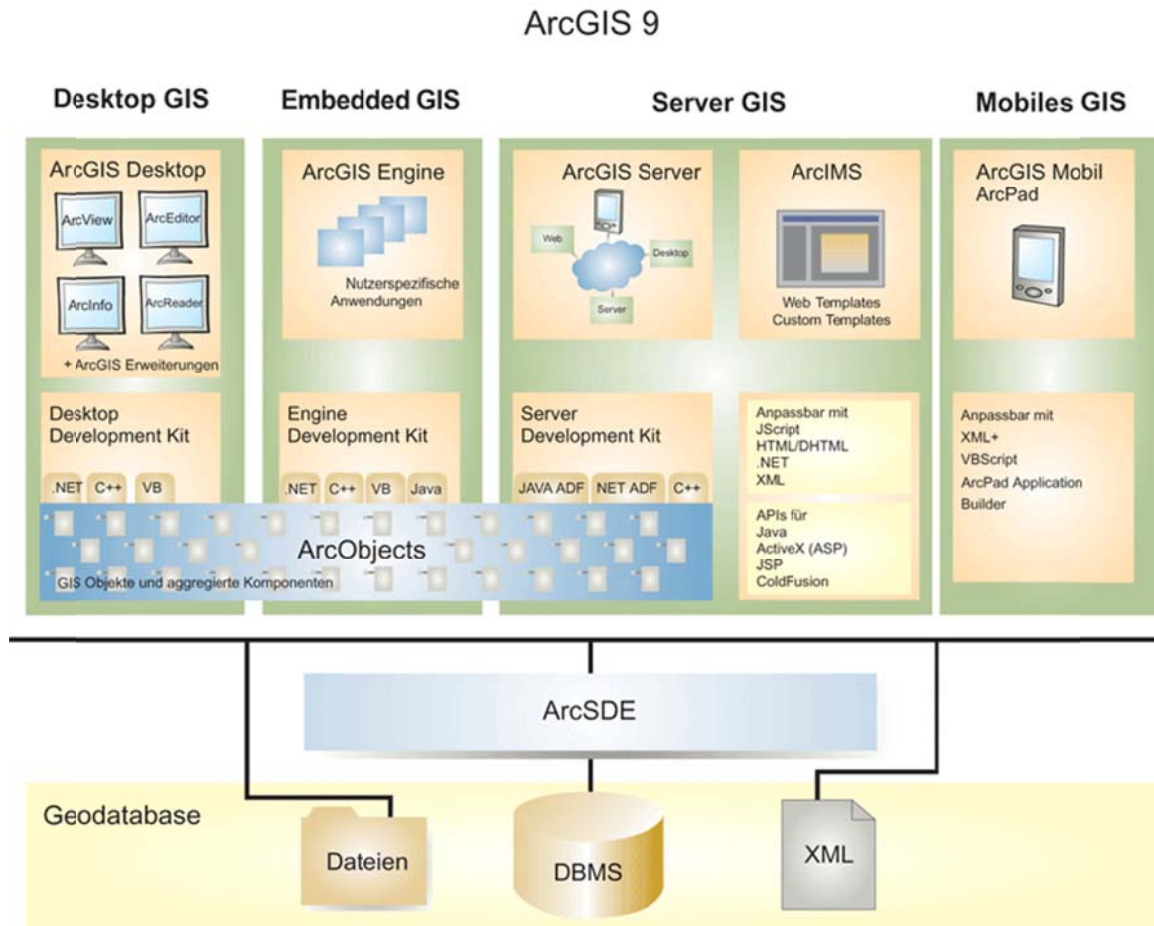 ArcGIS 9
Desktop GIS
Embedded GIS
Server GIS
Mobiles GIS
ArcGIS Desktop
ArcView
ArcEditor
ArcInfo
ArcReader
+ ArcGIS Erweiterungen
ArcGIS Engine
Nutzerspezifische
Anwendungen
ArcGIS Server
Web
Desktop
Server
ArcIMS
Web Templates
Custom Templates
ArcGIS Mobil
ArcPad
Desktop
Development Kit
.NET
C++
VB
Engine
Development Kit
.NET
C++
VB
Java
Server
Development Kit
JAVA ADF
NET ADF
C++
Anpassbar mit
JScript
HTML/DHTML
.NET
XML
APIs für
Java
ActiveX (ASP)
JSP
ColdFusion
Anpassbar mit
XML+
VBScript
ArcPad Application
Builder
ArcObjects
GIS Objekte und aggregierte Komponenten
ArcSDE
Geodatabase
Dateien
DBMS
XML